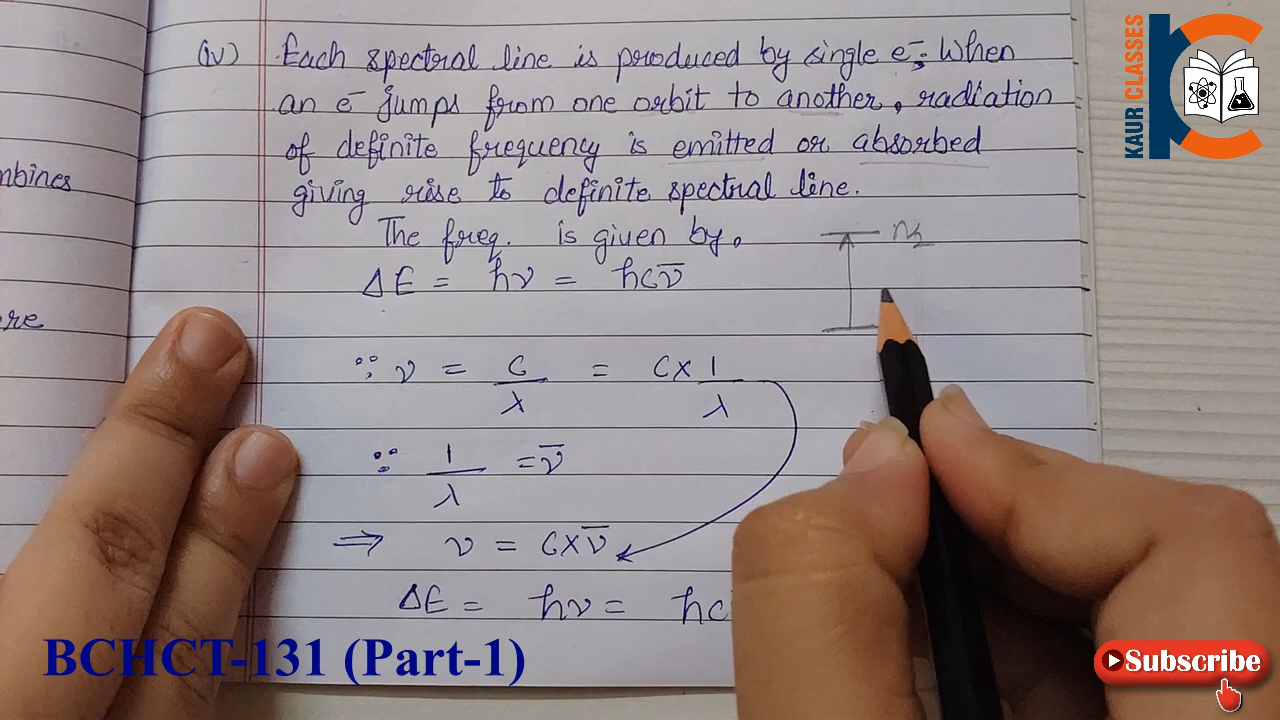 (iv) Each spectral line is produced by single e⁻; When
an e⁻ jumps from one orbit to another, radiation
of definite frequency is emitted or absorbed
giving rise to definite spectral line.
The freq. is given by,
ΔE = hν = hcν̅
n₂
∵ ν = c/λ = c×1/λ
∵ 1/λ = ν̅
⇒ ν = c×ν̅
ΔE = hν = hc
mbines
ere
KAUR CLASSES
BCHCT-131 (Part-1)
Subscribe